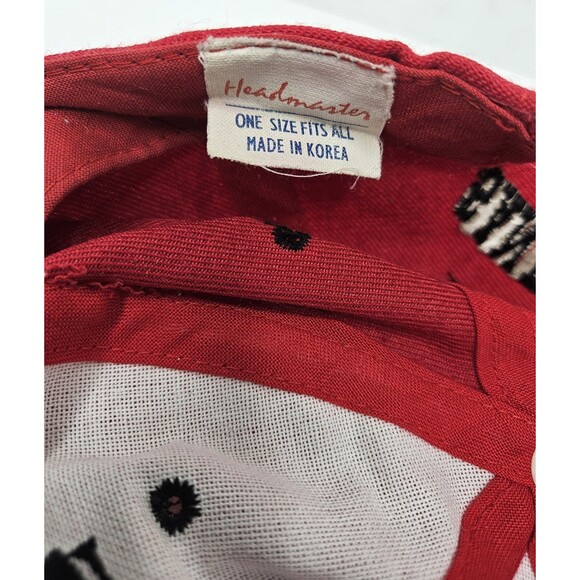 Headmaster
ONE SIZE FITS ALL
MADE IN KOREA